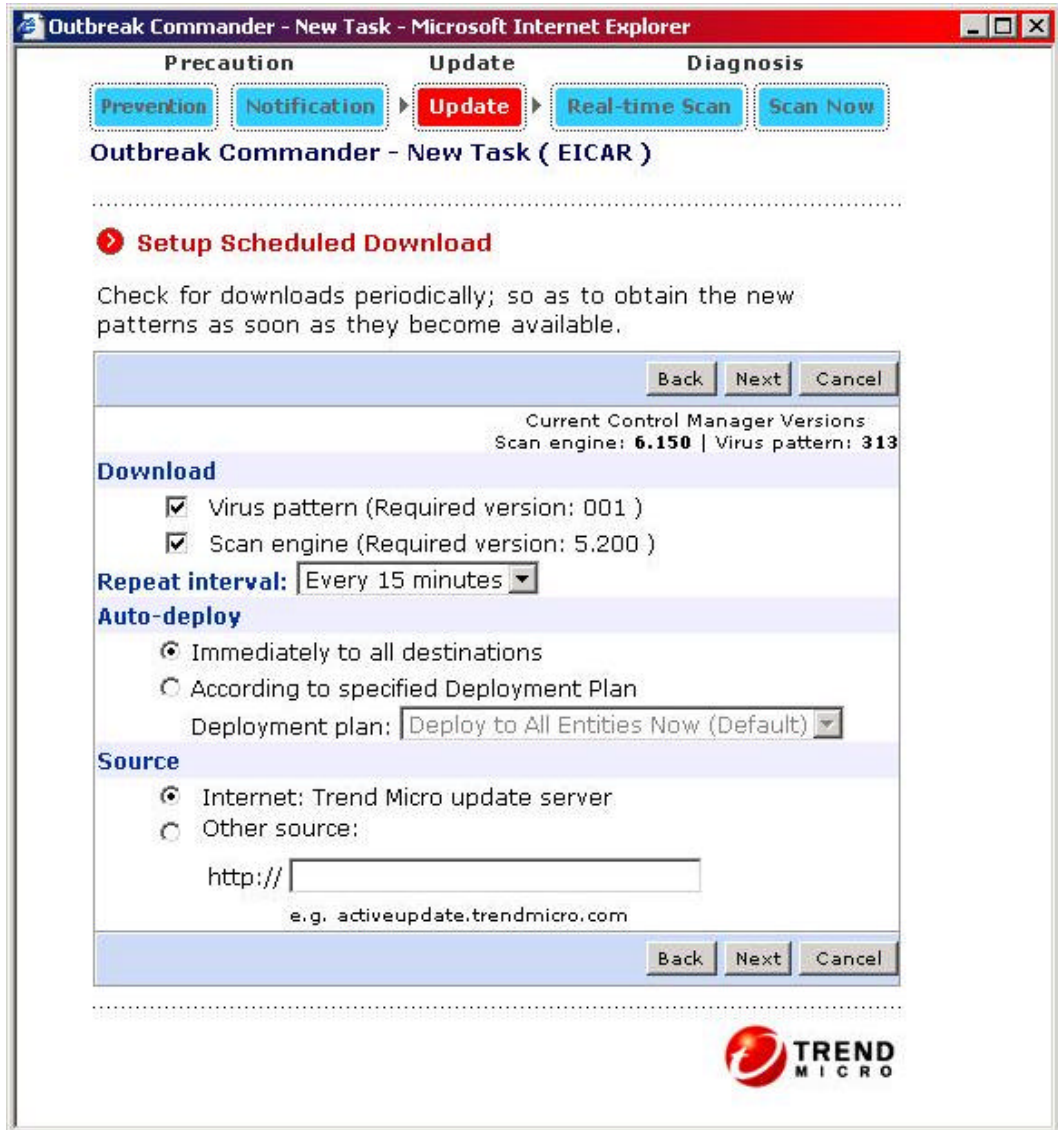 Outbreak Commander - New Task - Microsoft Internet Explorer
Precaution Update Diagnosis
Prevention Notification Update Real-time Scan Scan Now
Outbreak Commander - New Task ( EICAR )
Setup Scheduled Download
Check for downloads periodically; so as to obtain the new
patterns as soon as they become available.
Back Next Cancel
Current Control Manager Versions
Scan engine: 6.150 | Virus pattern: 313
Download
Virus pattern (Required version: 001 )
Scan engine (Required version: 5.200 )
Repeat interval: Every 15 minutes
Auto-deploy
Immediately to all destinations
According to specified Deployment Plan
Deployment plan: Deploy to All Entities Now (Default)
Source
Internet: Trend Micro update server
Other source:
http://
e.g. activeupdate.trendmicro.com
Back Next Cancel
TREND
MICRO